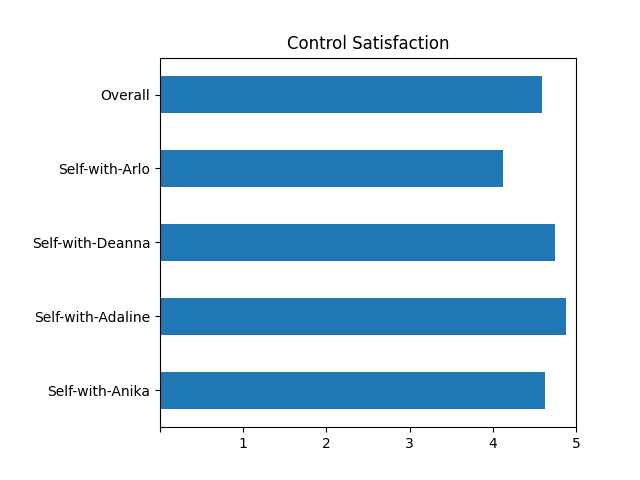 Control Satisfaction
Overall
Self-with-Arlo
Self-with-Deanna
Self-with-Adaline
Self-with-Anika
1 2 3 4 5